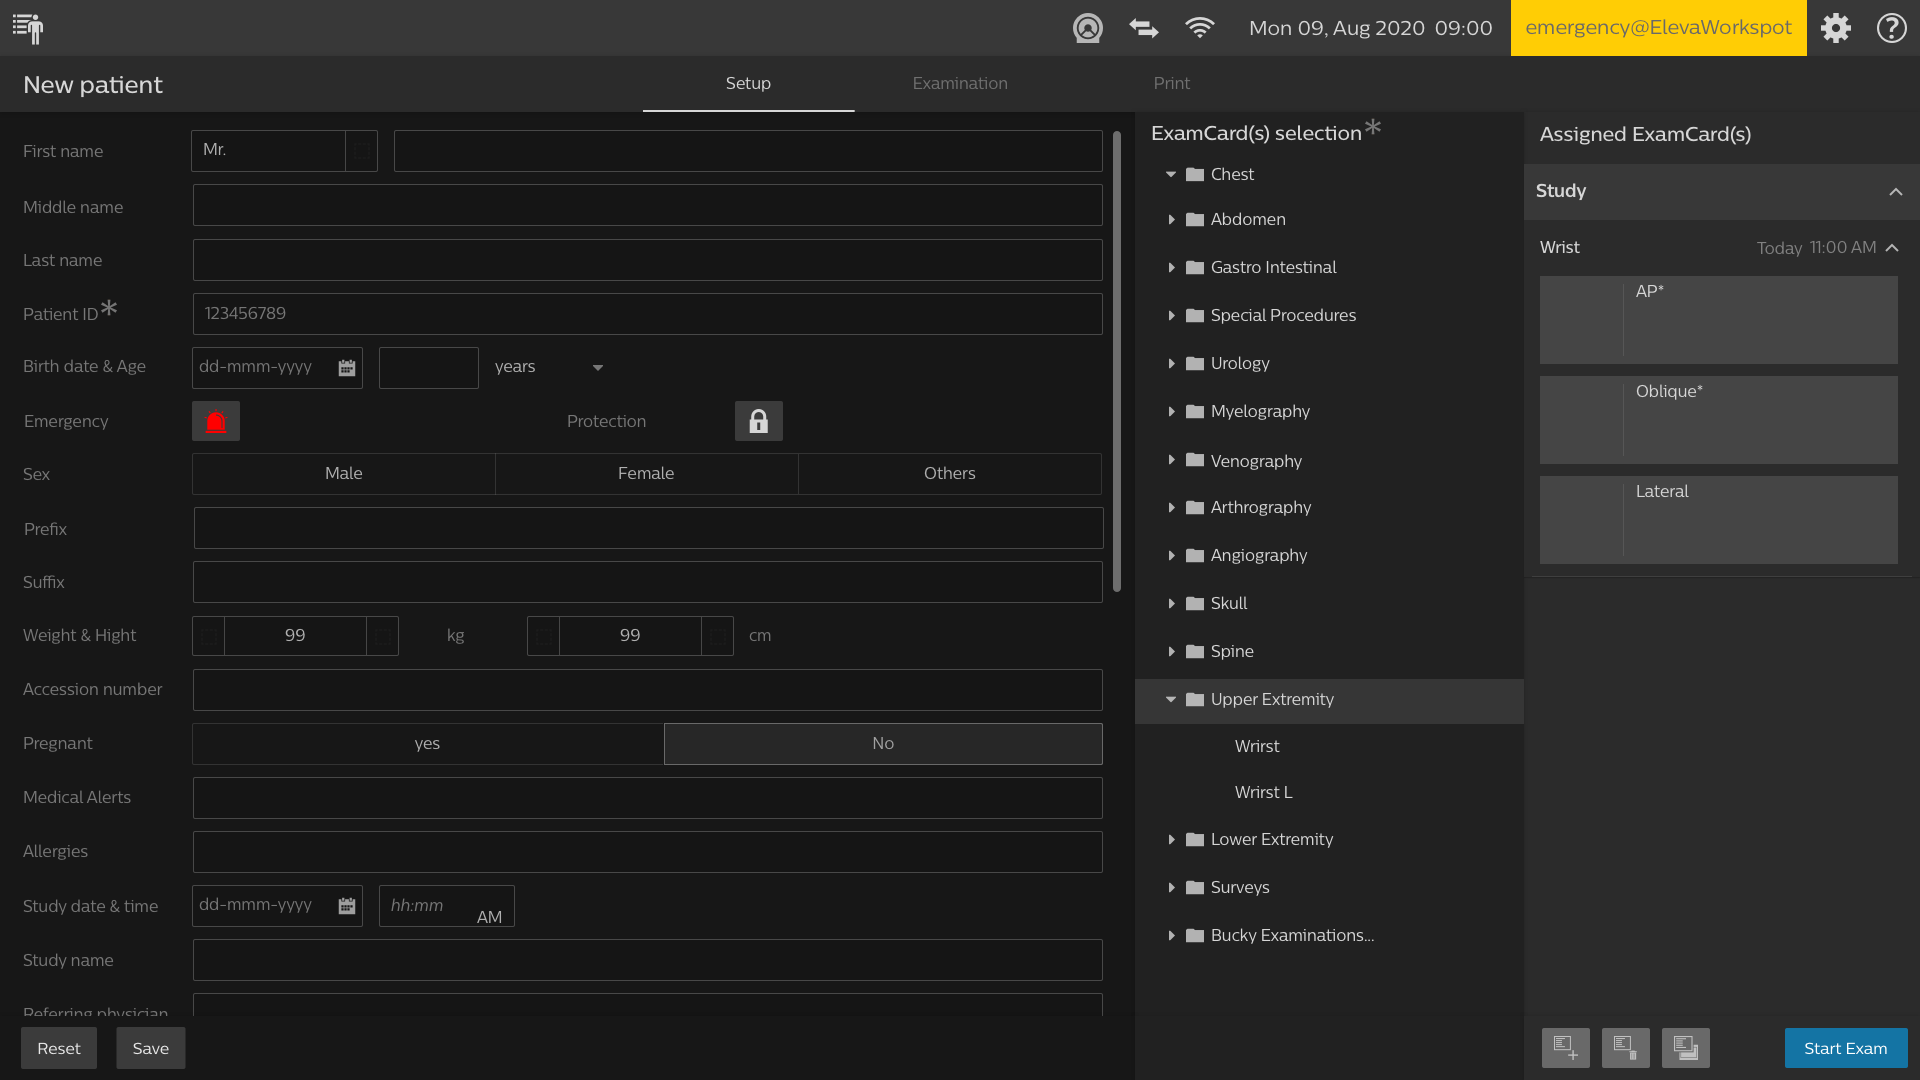 Mon 09, Aug 2020 09:00
emergency@ElevaWorkspot
New patient
Setup
Examination
Print
First name
Mr.
Middle name
Last name
Patient ID*
123456789
Birth date & Age
dd-mmm-yyyy
years
Emergency
Protection
Sex
Male
Female
Others
Prefix
Suffix
Weight & Hight
99
kg
99
cm
Accession number
Pregnant
yes
No
Medical Alerts
Allergies
Study date & time
dd-mmm-yyyy
hh:mm
AM
Study name
Referring physician
Reset
Save
ExamCard(s) selection*
Chest
Abdomen
Gastro Intestinal
Special Procedures
Urology
Myelography
Venography
Arthrography
Angiography
Skull
Spine
Upper Extremity
Wrirst
Wrirst L
Lower Extremity
Surveys
Bucky Examinations...
Assigned ExamCard(s)
Study
Wrist
Today 11:00 AM
AP*
Oblique*
Lateral
Start Exam